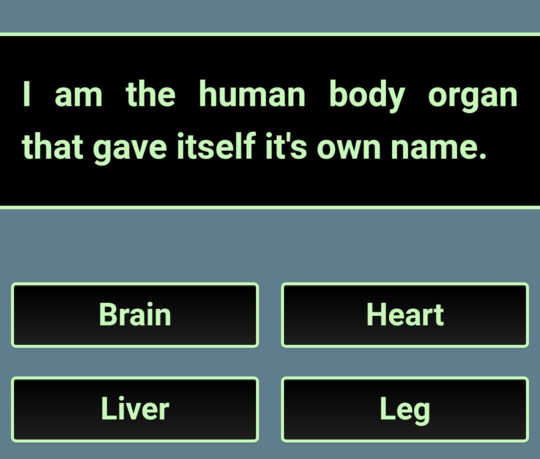 I am the human body organ
that gave itself it's own name.
Brain
Heart
Liver
Leg